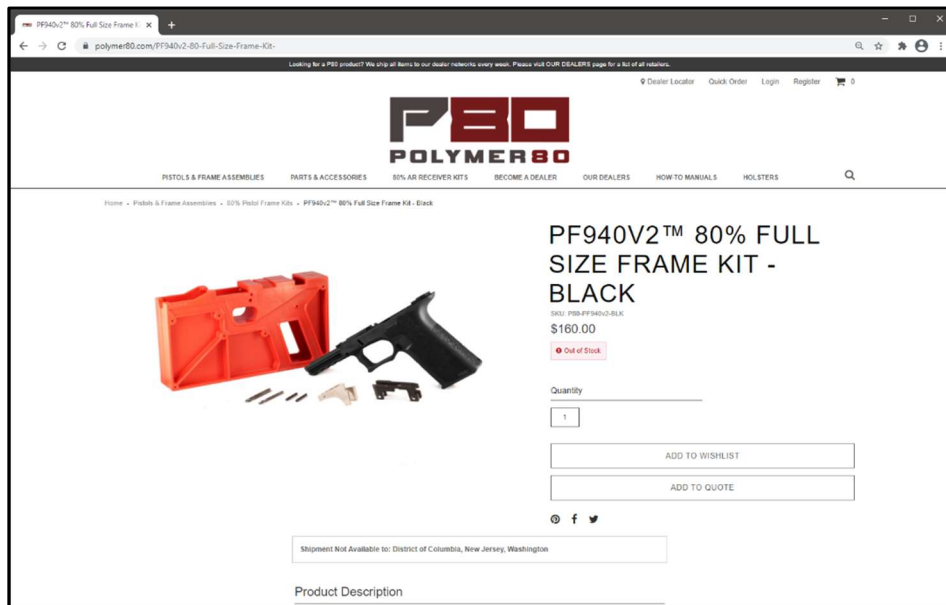 PF940v2™ 80% Full Size Frame K
polymer80.com/PF940v2-80-Full-Size-Frame-Kit-
Looking for a P80 product? We ship all items to our dealer networks every week. Please visit OUR DEALERS page for a list of all retailers.
Dealer Locator Quick Order Login Register 0
P80
POLYMER80
PISTOLS & FRAME ASSEMBLIES PARTS & ACCESSORIES 80% AR RECEIVER KITS BECOME A DEALER OUR DEALERS HOW-TO MANUALS HOLSTERS
Home • Pistols & Frame Assemblies • 80% Pistol Frame Kits • PF940v2™ 80% Full Size Frame Kit - Black
PF940V2™ 80% FULL
SIZE FRAME KIT -
BLACK
SKU: P80-PF940v2-BLK
$160.00
Out of Stock
Quantity
1
ADD TO WISHLIST
ADD TO QUOTE
Shipment Not Available to: District of Columbia, New Jersey, Washington
Product Description